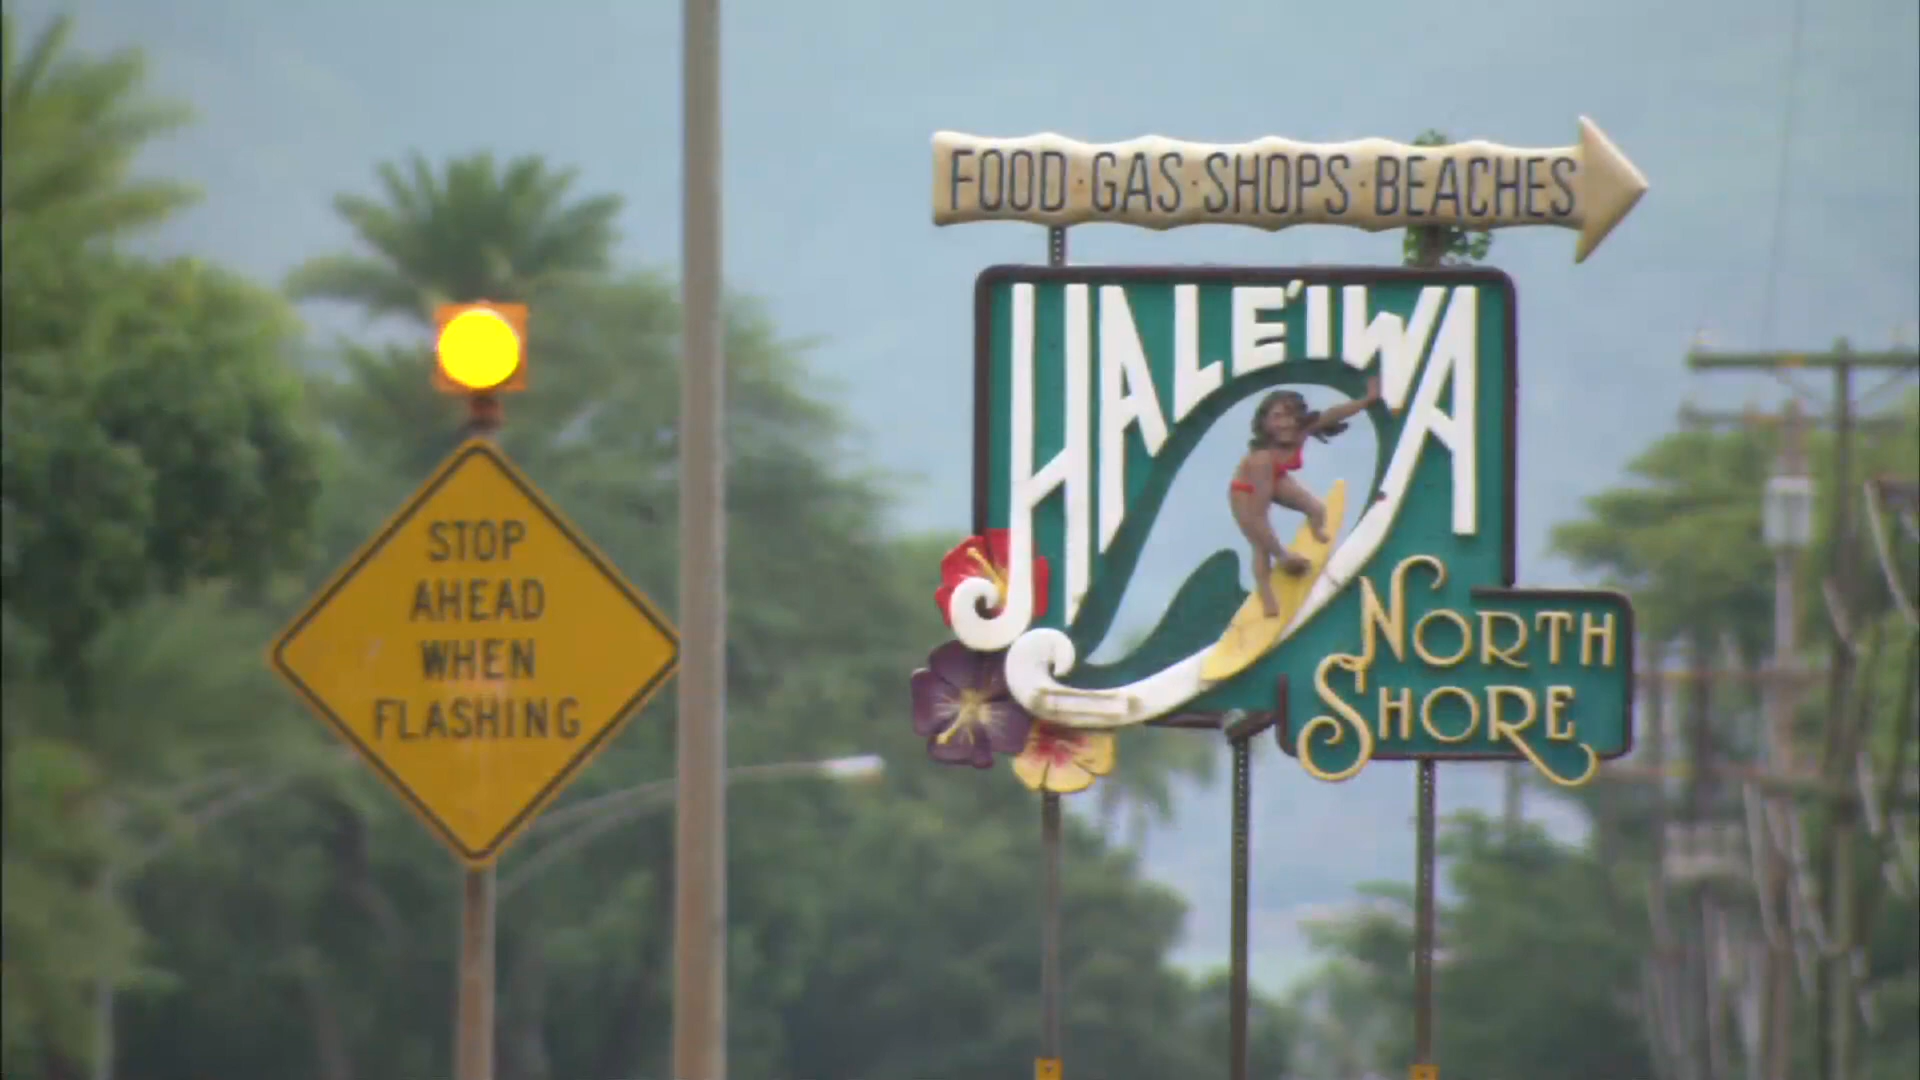 FOOD·GAS·SHOPS·BEACHES
HALE'IWA
NORTH
SHORE
STOP
AHEAD
WHEN
FLASHING